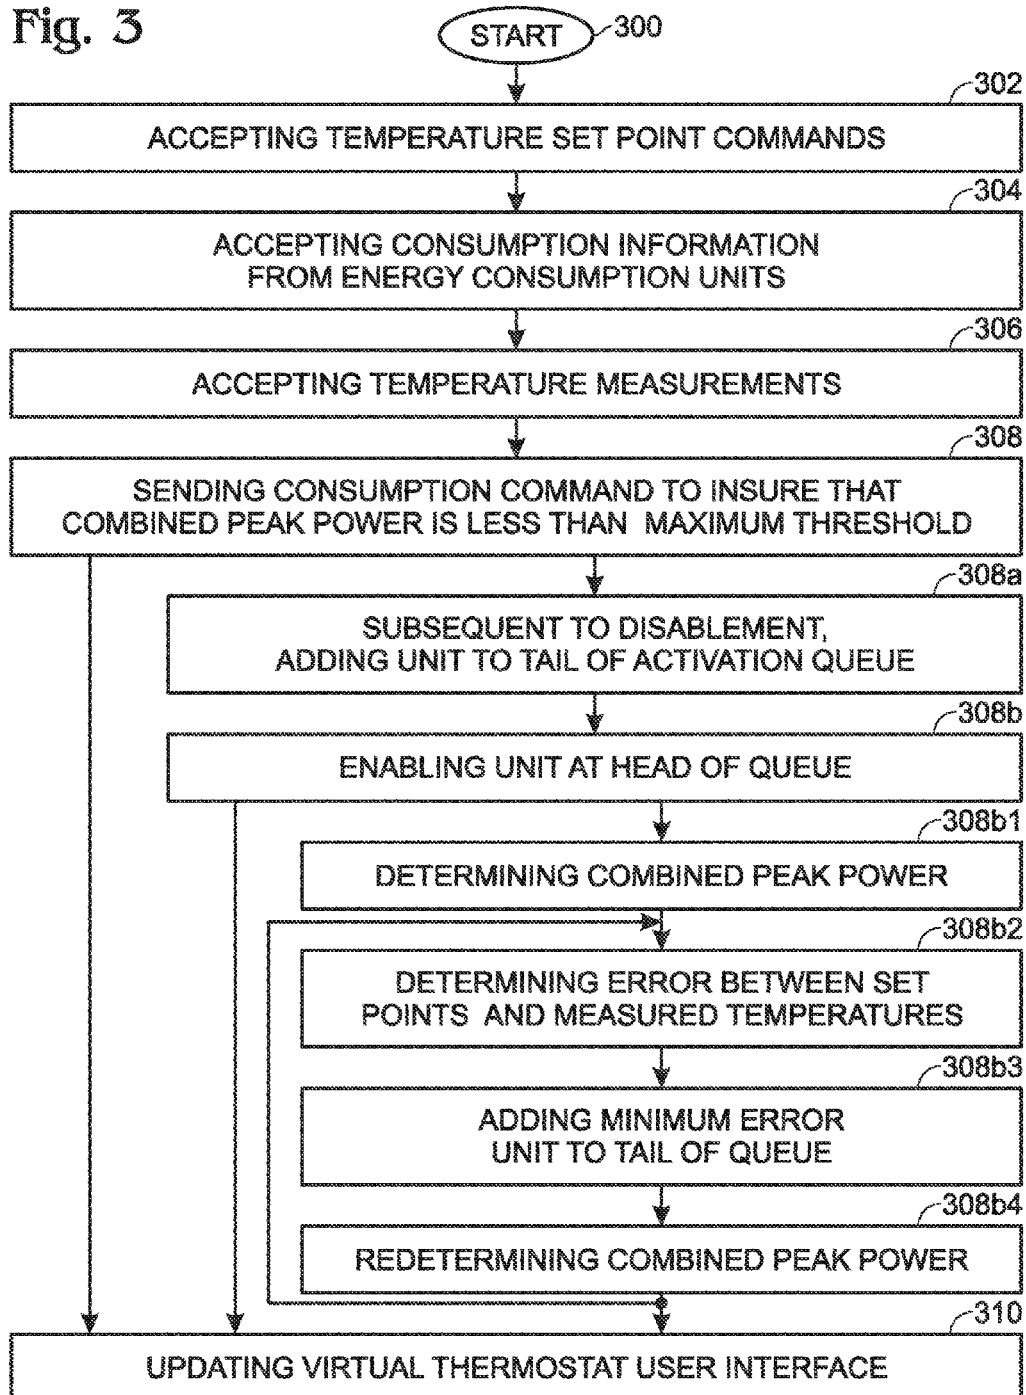 Fig. 3
START
300
302
ACCEPTING TEMPERATURE SET POINT COMMANDS
304
ACCEPTING CONSUMPTION INFORMATION
FROM ENERGY CONSUMPTION UNITS
306
ACCEPTING TEMPERATURE MEASUREMENTS
308
SENDING CONSUMPTION COMMAND TO INSURE THAT
COMBINED PEAK POWER IS LESS THAN MAXIMUM THRESHOLD
308a
SUBSEQUENT TO DISABLEMENT,
ADDING UNIT TO TAIL OF ACTIVATION QUEUE
308b
ENABLING UNIT AT HEAD OF QUEUE
308b1
DETERMINING COMBINED PEAK POWER
308b2
DETERMINING ERROR BETWEEN SET
POINTS AND MEASURED TEMPERATURES
308b3
ADDING MINIMUM ERROR
UNIT TO TAIL OF QUEUE
308b4
REDETERMINING COMBINED PEAK POWER
310
UPDATING VIRTUAL THERMOSTAT USER INTERFACE